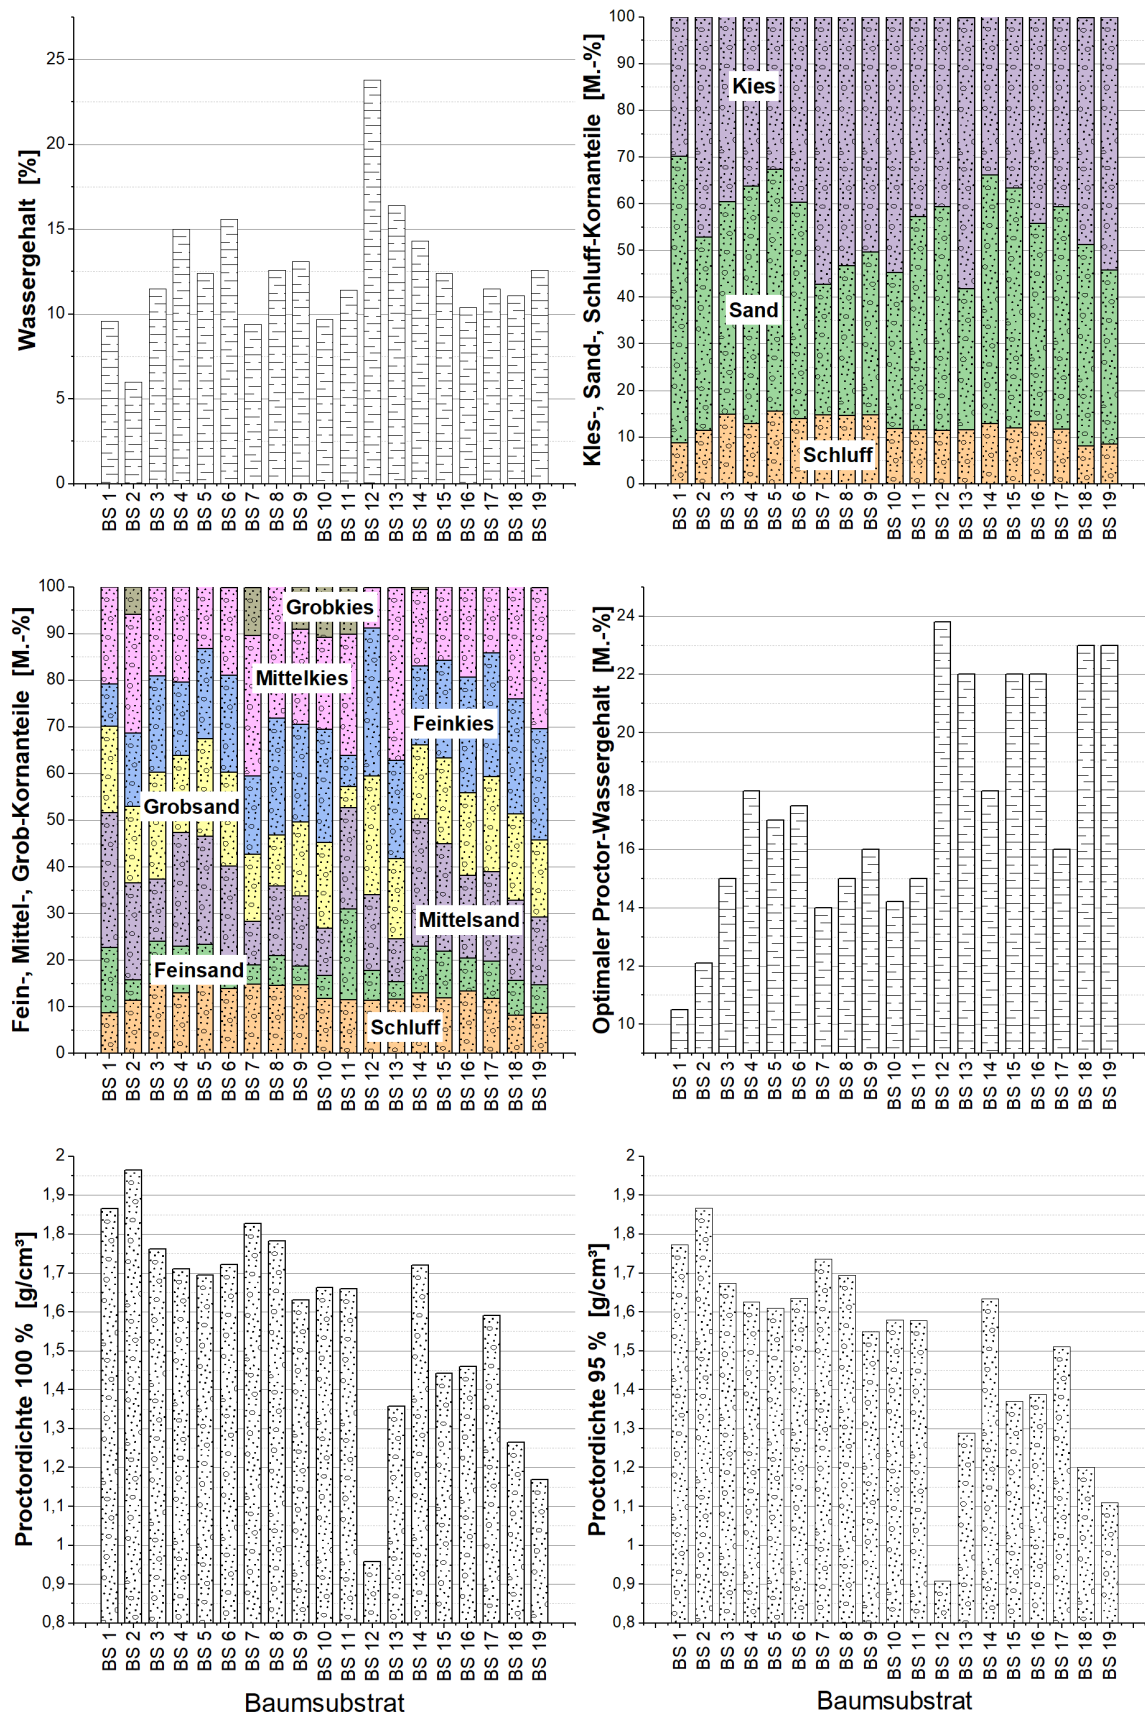 Wassergehalt [%]
25
20
15
10
5
0
BS 1
BS 2
BS 3
BS 4
BS 5
BS 6
BS 7
BS 8
BS 9
BS 10
BS 11
BS 12
BS 13
BS 14
BS 15
BS 16
BS 17
BS 18
BS 19
Kies-, Sand-, Schluff-Kornanteile [M.-%]
100
90
80
70
60
50
40
30
20
10
0
Kies
Sand
Schluff
BS 1
BS 2
BS 3
BS 4
BS 5
BS 6
BS 7
BS 8
BS 9
BS 10
BS 11
BS 12
BS 13
BS 14
BS 15
BS 16
BS 17
BS 18
BS 19
Fein-, Mittel-, Grob-Kornanteile [M.-%]
100
90
80
70
60
50
40
30
20
10
0
Grobkies
Mittelkies
Feinkies
Grobsand
Mittelsand
Feinsand
Schluff
BS 1
BS 2
BS 3
BS 4
BS 5
BS 6
BS 7
BS 8
BS 9
BS 10
BS 11
BS 12
BS 13
BS 14
BS 15
BS 16
BS 17
BS 18
BS 19
Optimaler Proctor-Wassergehalt [M.-%]
24
22
20
18
16
14
12
10
BS 1
BS 2
BS 3
BS 4
BS 5
BS 6
BS 7
BS 8
BS 9
BS 10
BS 11
BS 12
BS 13
BS 14
BS 15
BS 16
BS 17
BS 18
BS 19
Proctordichte 100 % [g/cm³]
2
1,9
1,8
1,7
1,6
1,5
1,4
1,3
1,2
1,1
1
0,9
0,8
BS 1
BS 2
BS 3
BS 4
BS 5
BS 6
BS 7
BS 8
BS 9
BS 10
BS 11
BS 12
BS 13
BS 14
BS 15
BS 16
BS 17
BS 18
BS 19
Baumsubstrat
Proctordichte 95 % [g/cm³]
2
1,9
1,8
1,7
1,6
1,5
1,4
1,3
1,2
1,1
1
0,9
0,8
BS 1
BS 2
BS 3
BS 4
BS 5
BS 6
BS 7
BS 8
BS 9
BS 10
BS 11
BS 12
BS 13
BS 14
BS 15
BS 16
BS 17
BS 18
BS 19
Baumsubstrat